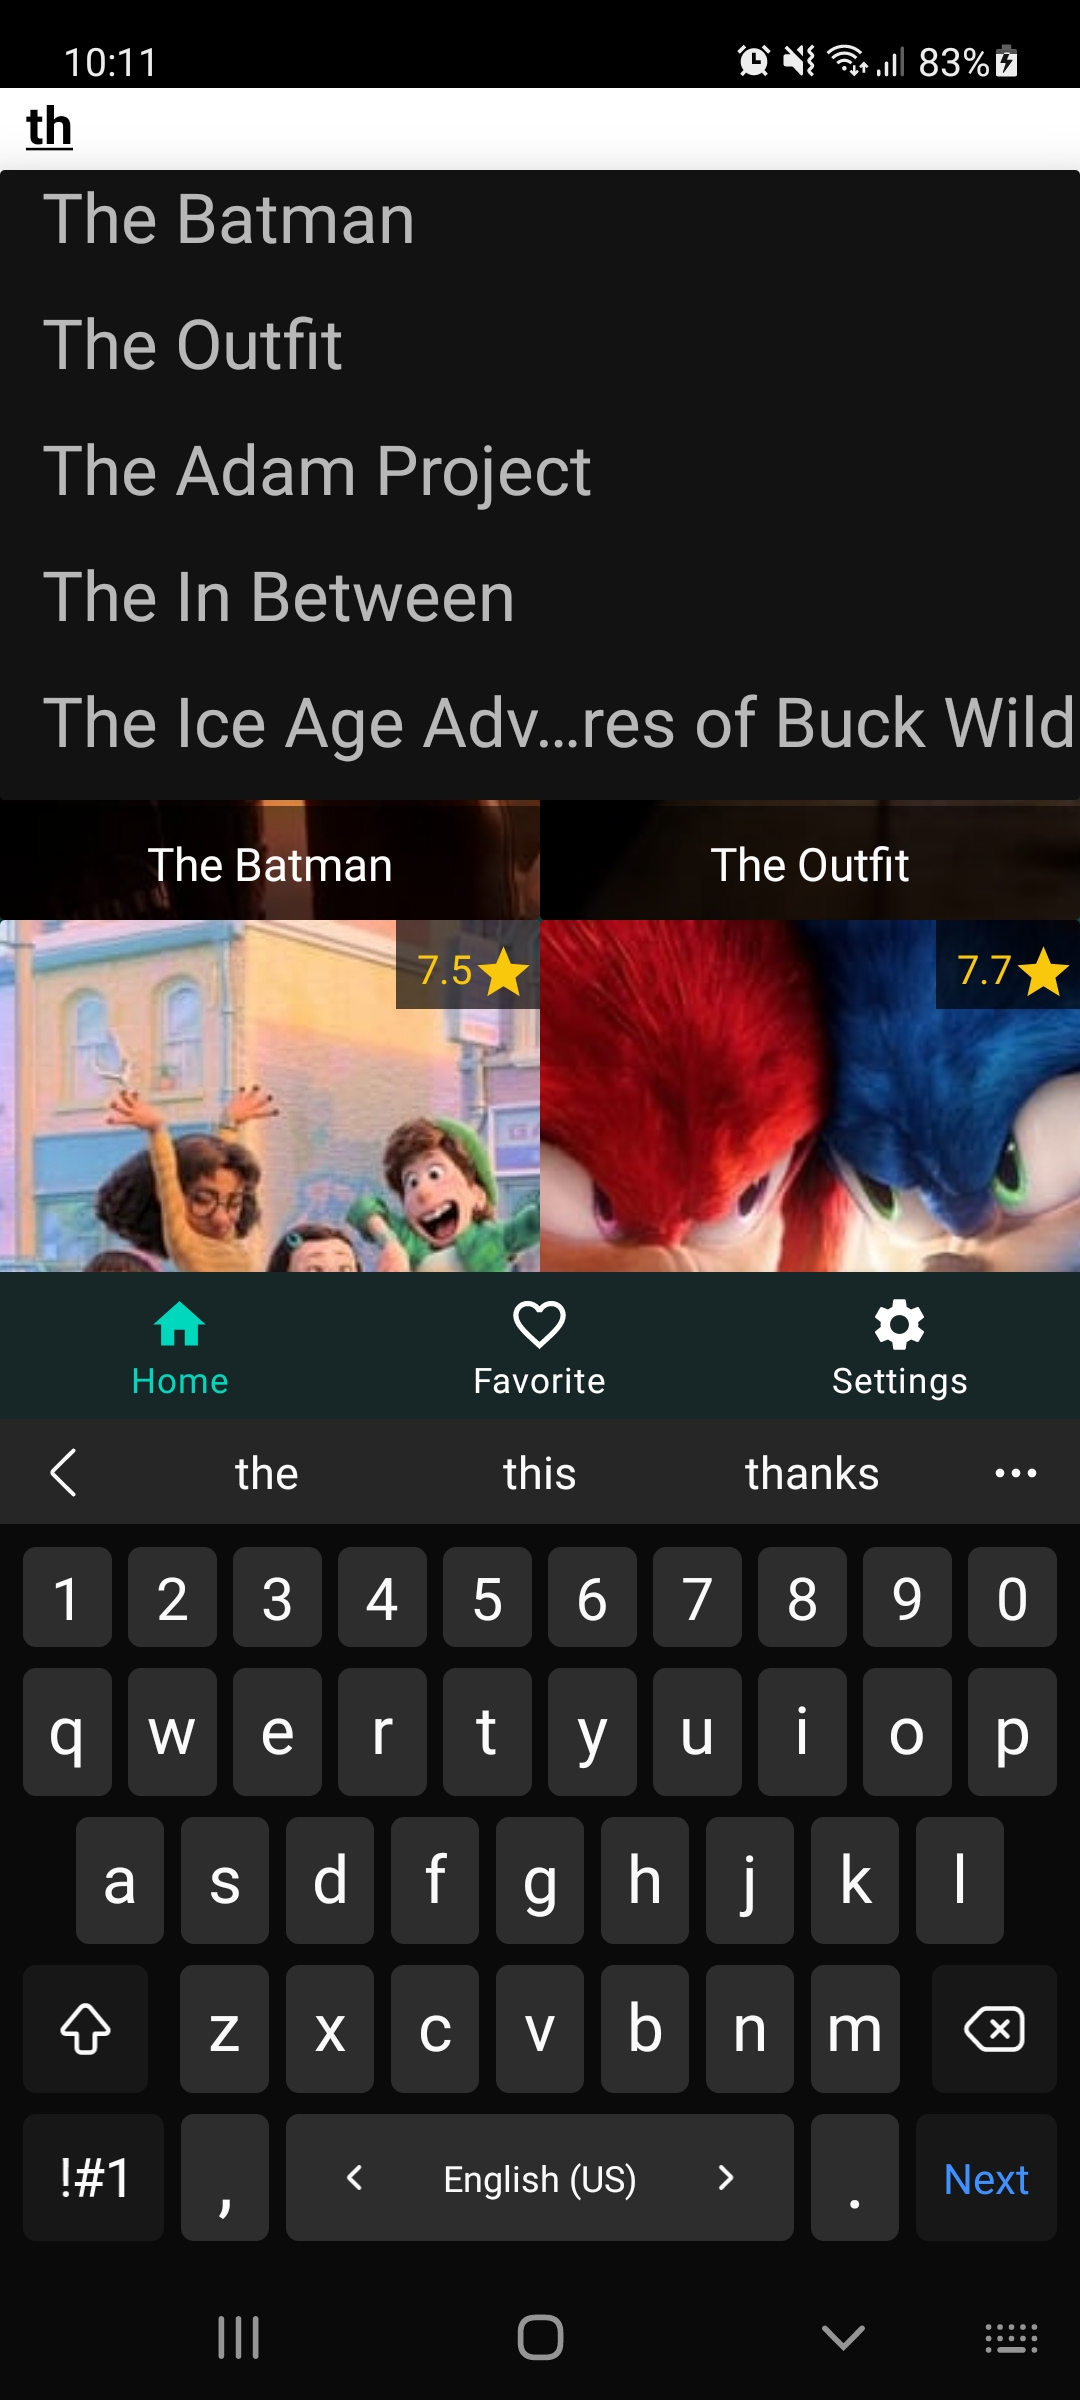 10:11 83%
th
The Batman
The Outfit
The Adam Project
The In Between
The Ice Age Adv...res of Buck Wild
The Batman The Outfit
7.5 7.7
Home Favorite Settings
the this thanks
1 2 3 4 5 6 7 8 9 0
q w e r t y u i o p
a s d f g h j k l
z x c v b n m
!#1 , English (US) . Next